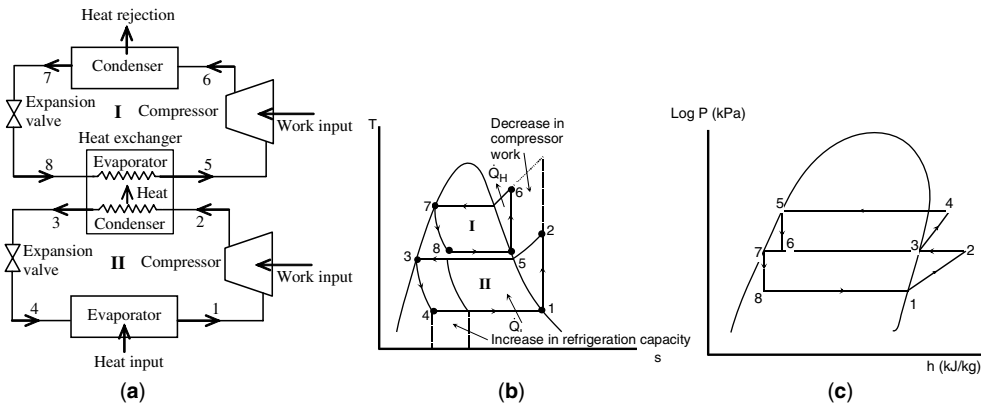 Heat rejection
Condenser
7
6
Expansion
valve
I
Compressor
Work input
Heat exchanger
Evaporator
8
5
Heat
3
2
Condenser
Expansion
valve
II
Compressor
Work input
4
Evaporator
1
Heat input
(a)
T
Decrease in
compressor
work
Q̇H
6
7
I
8
2
3
5
II
4
1
Q̇
Increase in refrigeration capacity
s
(b)
Log P (kPa)
5
4
7
6
3
2
8
1
h (kJ/kg)
(c)